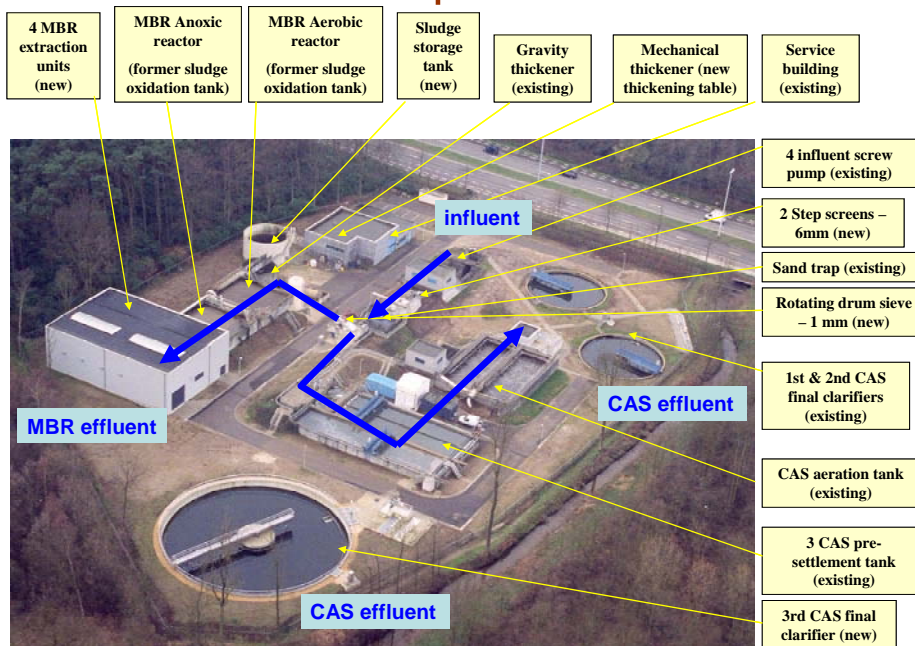 4 MBR
extraction
units
(new)
MBR Anoxic
reactor
(former sludge
oxidation tank)
MBR Aerobic
reactor
(former sludge
oxidation tank)
Sludge
storage
tank
(new)
Gravity
thickener
(existing)
Mechanical
thickener (new
thickening table)
Service
building
(existing)
4 influent screw
pump (existing)
2 Step screens –
6mm (new)
Sand trap (existing)
Rotating drum sieve
– 1 mm (new)
1st & 2nd CAS
final clarifiers
(existing)
CAS aeration tank
(existing)
3 CAS pre-
settlement tank
(existing)
3rd CAS final
clarifier (new)
influent
MBR effluent
CAS effluent
CAS effluent